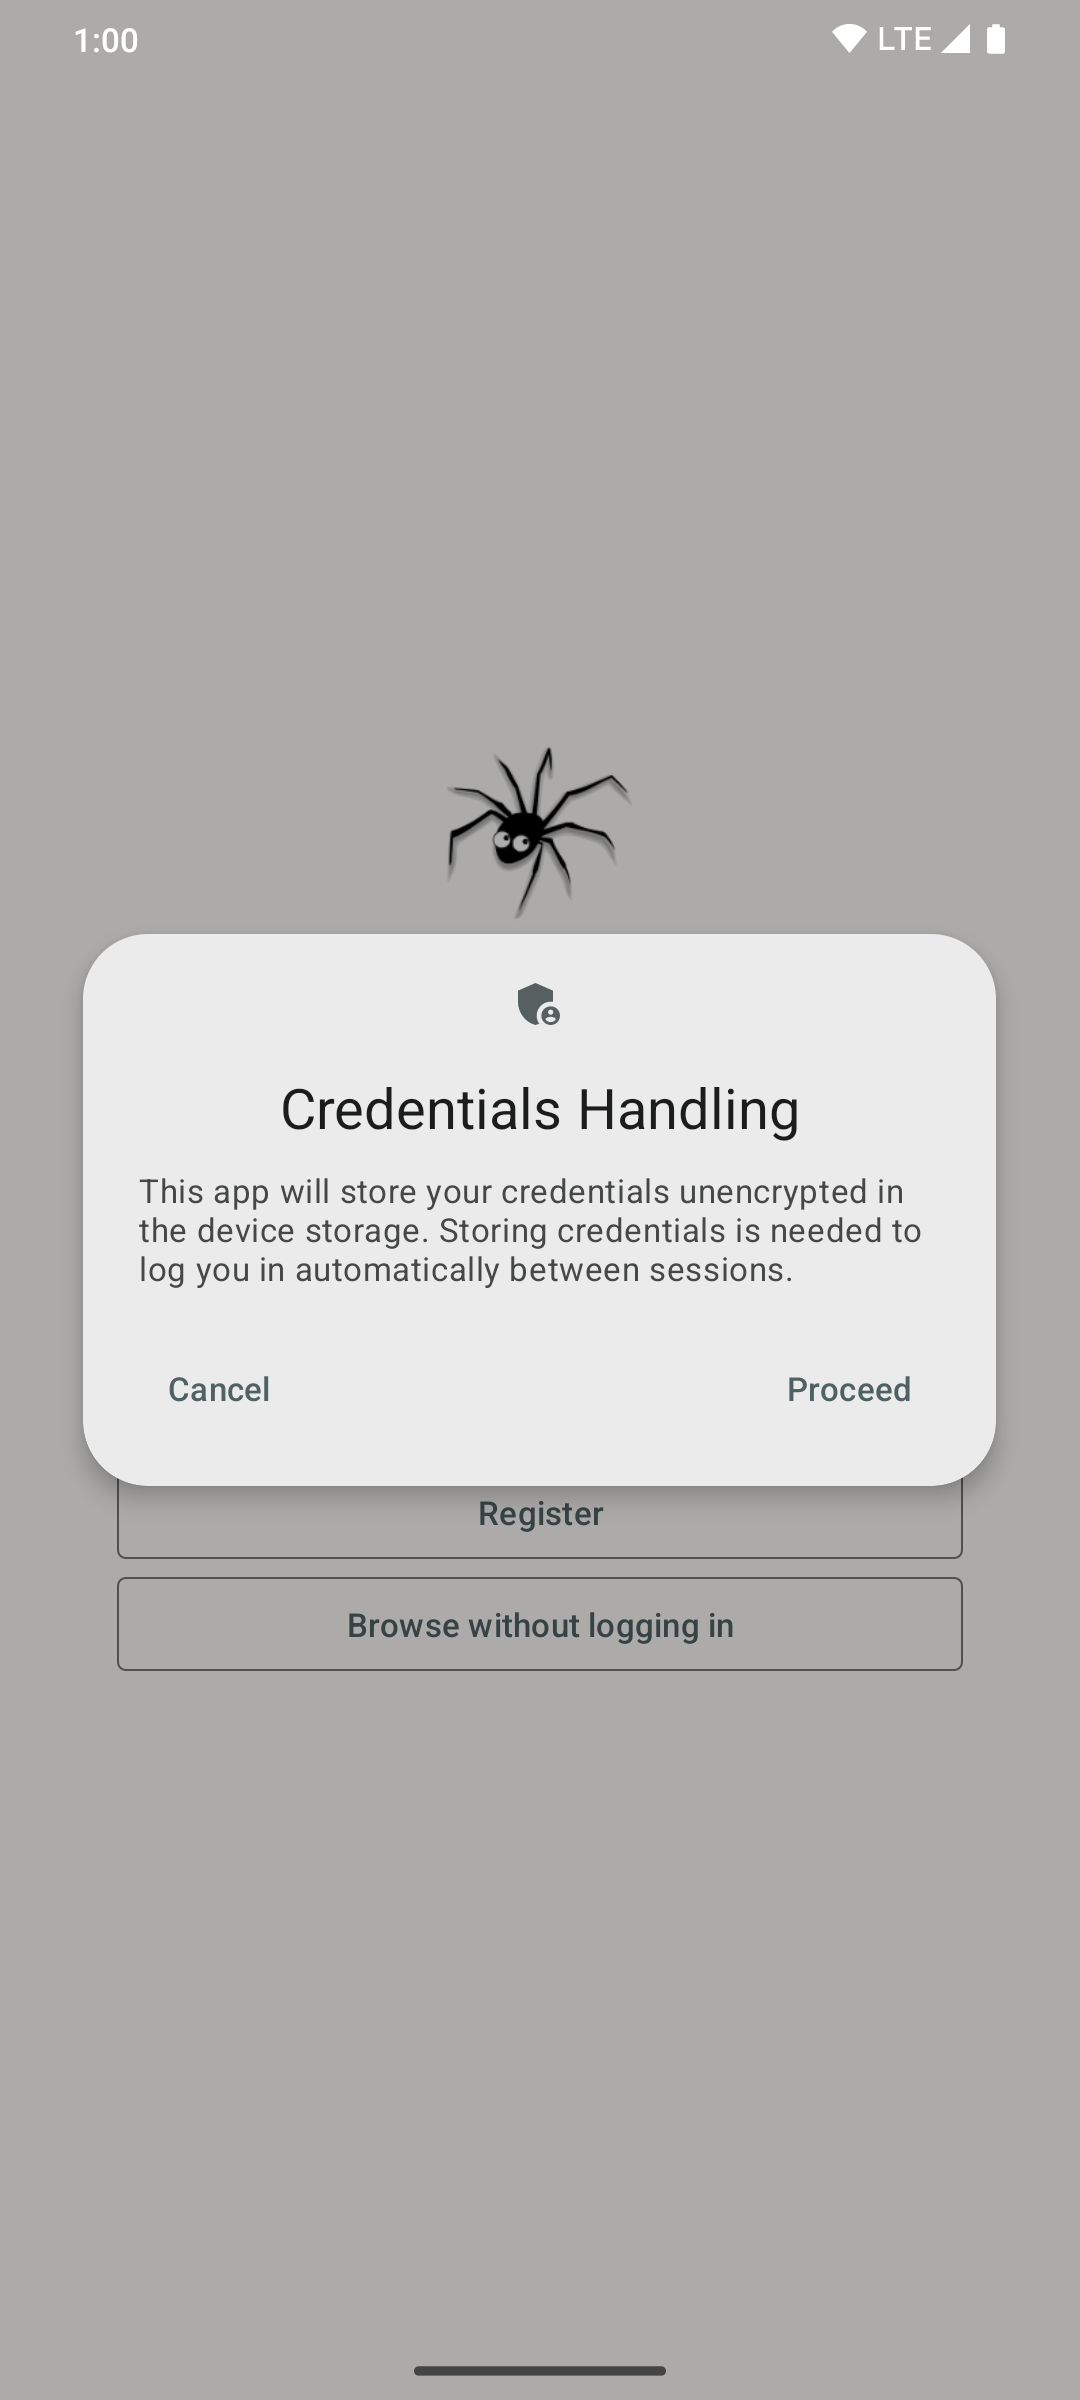 1:00
LTE
Credentials Handling
This app will store your credentials unencrypted in
the device storage. Storing credentials is needed to
log you in automatically between sessions.
Cancel
Proceed
Register
Browse without logging in